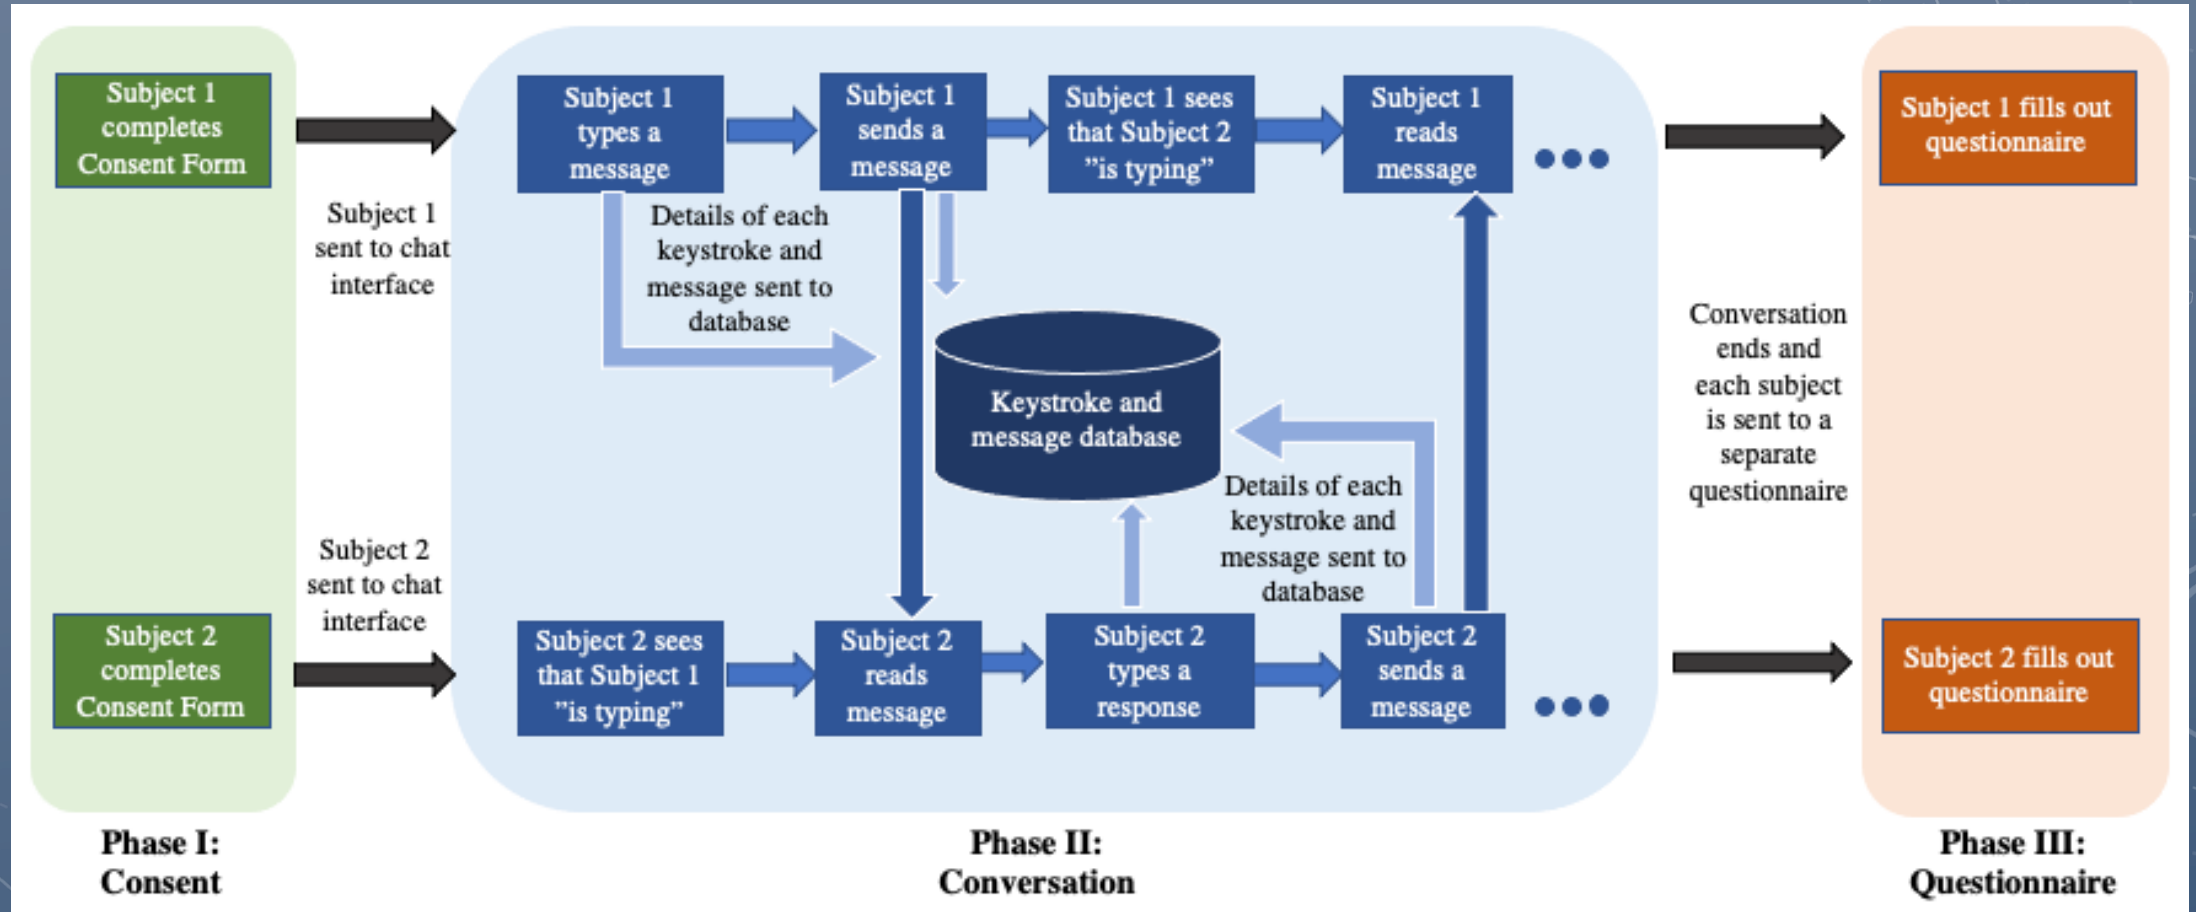 Subject 1
completes
Consent Form
Subject 1
sent to chat
interface
Subject 2
sent to chat
interface
Subject 2
completes
Consent Form
Phase I:
Consent
Subject 1
types a
message
Subject 1
sends a
message
Subject 1 sees
that Subject 2
”is typing”
Subject 1
reads
message
Details of each
keystroke and
message sent to
database
Keystroke and
message database
Details of each
keystroke and
message sent to
database
Subject 2 sees
that Subject 1
”is typing”
Subject 2
reads
message
Subject 2
types a
response
Subject 2
sends a
message
Phase II:
Conversation
Conversation
ends and
each subject
is sent to a
separate
questionnaire
Subject 1 fills out
questionnaire
Subject 2 fills out
questionnaire
Phase III:
Questionnaire